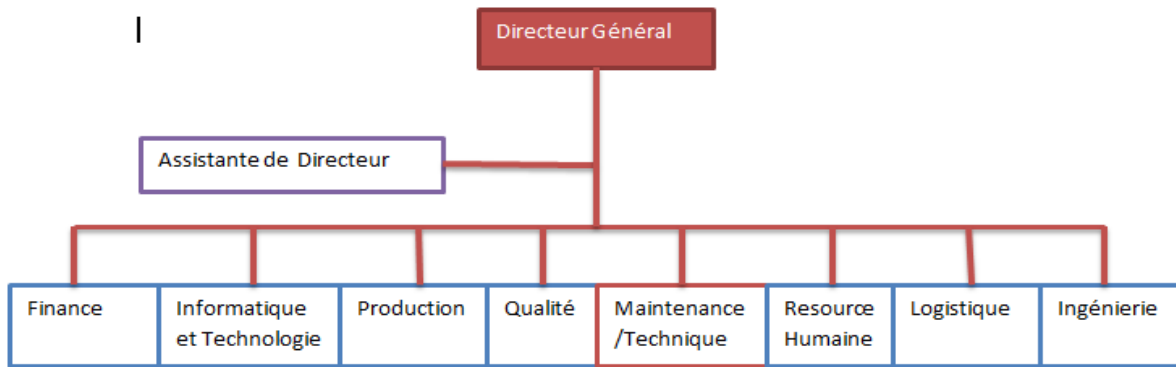 Directeur Général
Assistante de Directeur
Finance
Informatique
et Technologie
Production
Qualité
Maintenance
/Technique
Resource
Humaine
Logistique
Ingénierie